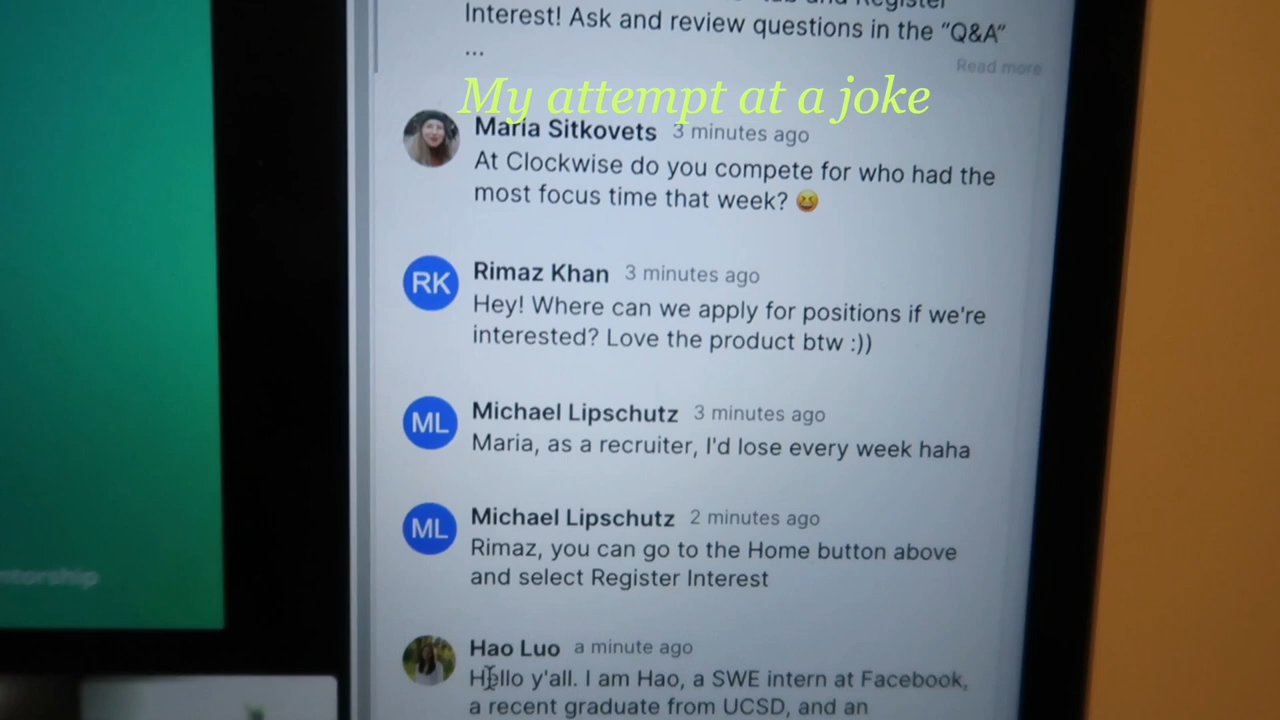 Interest! Ask and review questions in the “Q&A”
...
Read more
My attempt at a joke
Maria Sitkovets 3 minutes ago
At Clockwise do you compete for who had the
most focus time that week? 😆
RK Rimaz Khan 3 minutes ago
Hey! Where can we apply for positions if we're
interested? Love the product btw :))
ML Michael Lipschutz 3 minutes ago
Maria, as a recruiter, I'd lose every week haha
ML Michael Lipschutz 2 minutes ago
Rimaz, you can go to the Home button above
and select Register Interest
Hao Luo a minute ago
Hello y'all. I am Hao, a SWE intern at Facebook,
a recent graduate from UCSD, and an